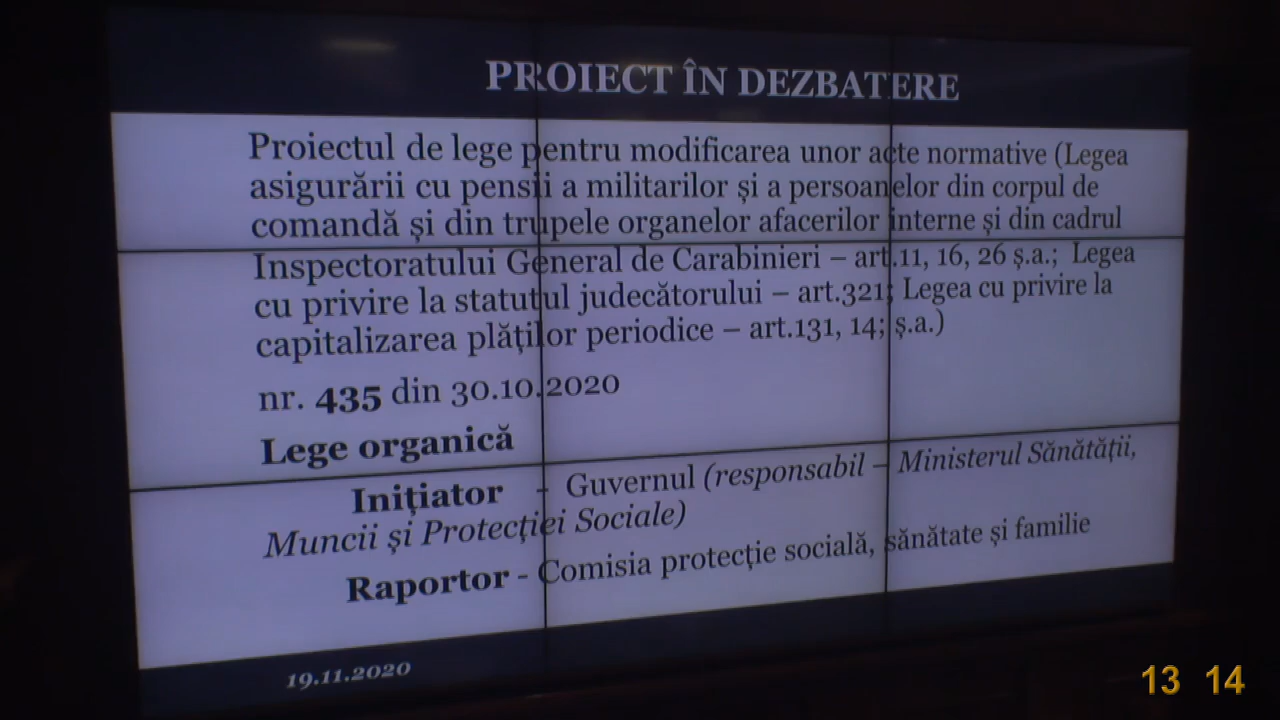 PROIECT ÎN DEZBATERE
Proiectul de lege pentru modificarea unor acte normative (Legea
asigurării cu pensii a militarilor și a persoanelor din corpul de
comandă și din trupele organelor afacerilor interne și din cadrul
Inspectoratului General de Carabinieri – art.11, 16, 26 ș.a.; Legea
cu privire la statutul judecătorului – art.321; Legea cu privire la
capitalizarea plăților periodice – art.131, 14; ș.a.)
nr. 435 din 30.10.2020
Lege organică
Inițiator - Guvernul (responsabil – Ministerul Sănătății,
Muncii și Protecției Sociale)
Raportor - Comisia protecție socială, sănătate și familie
19.11.2020
13 14